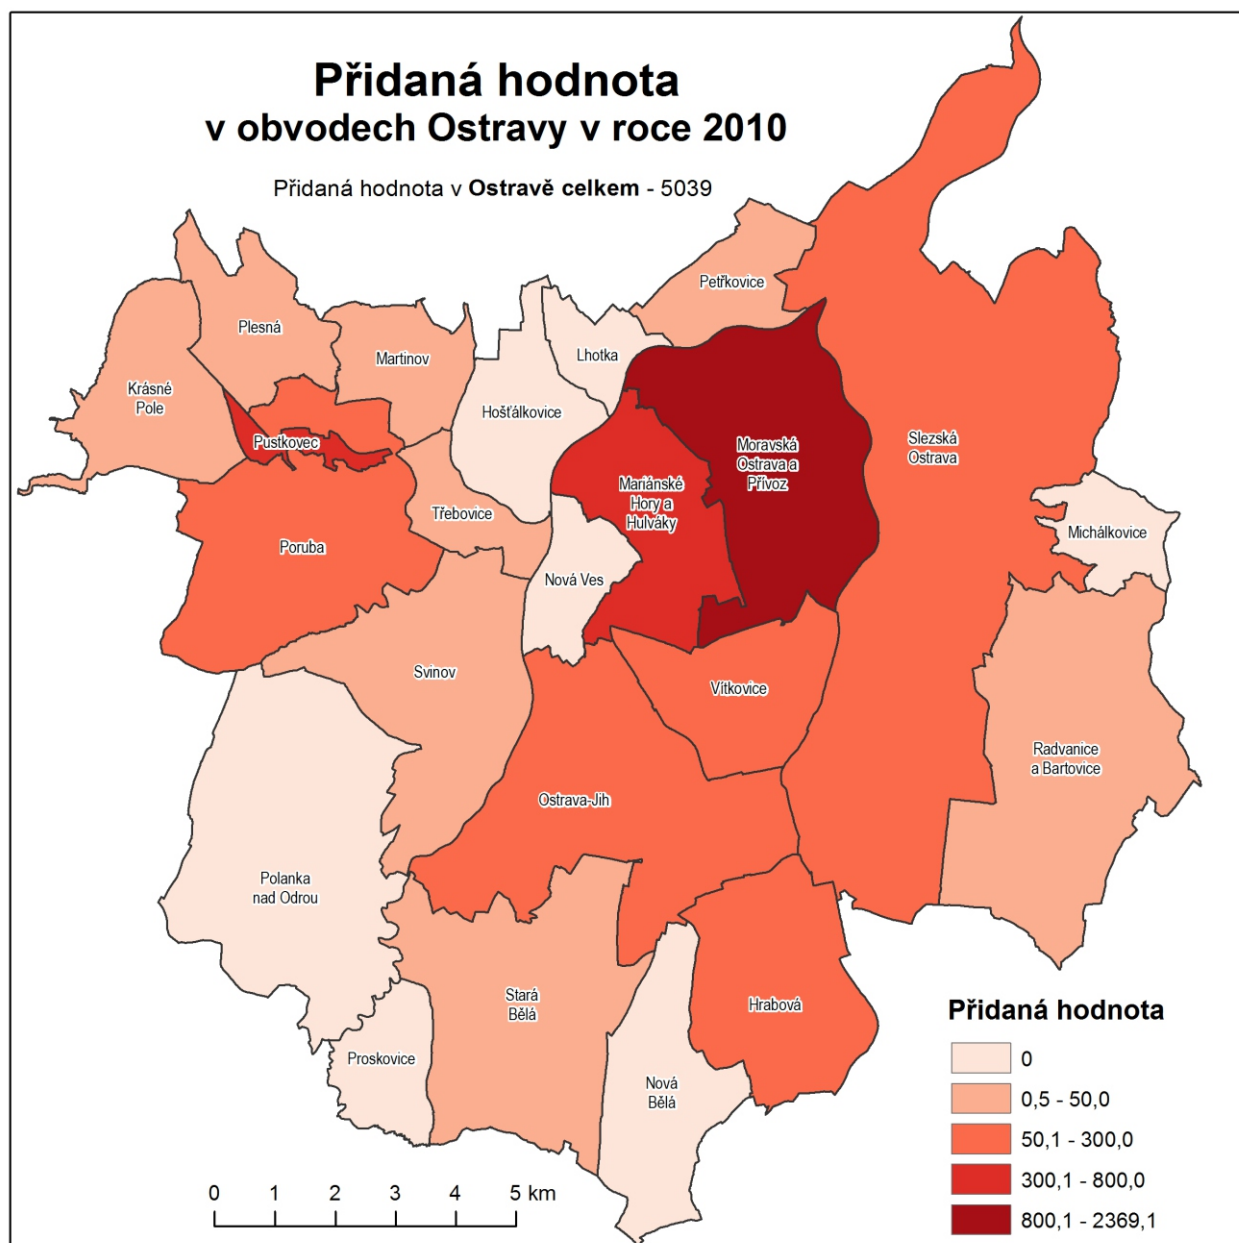 Přidaná hodnota
v obvodech Ostravy v roce 2010
Přidaná hodnota v Ostravě celkem - 5039
Petřkovice
Plesná
Martinov
Lhotka
Krásné
Pole
Hošťálkovice
Pustkovec
Moravská
Ostrava a
Přívoz
Slezská
Ostrava
Mariánské
Hory a
Hulváky
Třebovice
Michálkovice
Poruba
Nová Ves
Svinov
Vítkovice
Radvanice
a Bartovice
Ostrava-Jih
Polanka
nad Odrou
Stará
Bělá
Hrabová
Proskovice
Nová
Bělá
Přidaná hodnota
0
0,5 - 50,0
50,1 - 300,0
300,1 - 800,0
800,1 - 2369,1
0 1 2 3 4 5 km